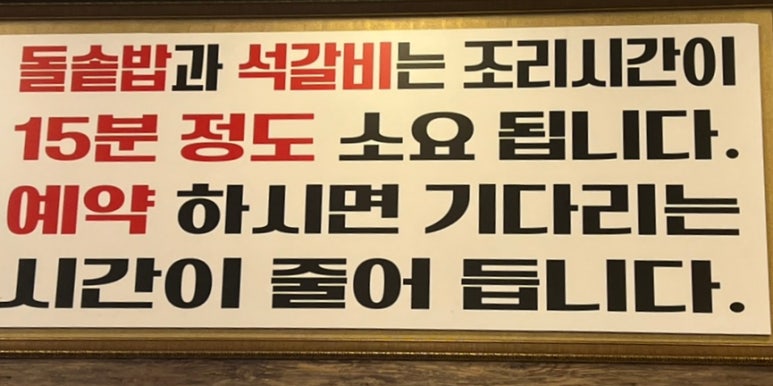 돌솥밥과 석갈비는 조리시간이
15분 정도 소요 됩니다.
예약 하시면 기다리는
시간이 줄어 듭니다.